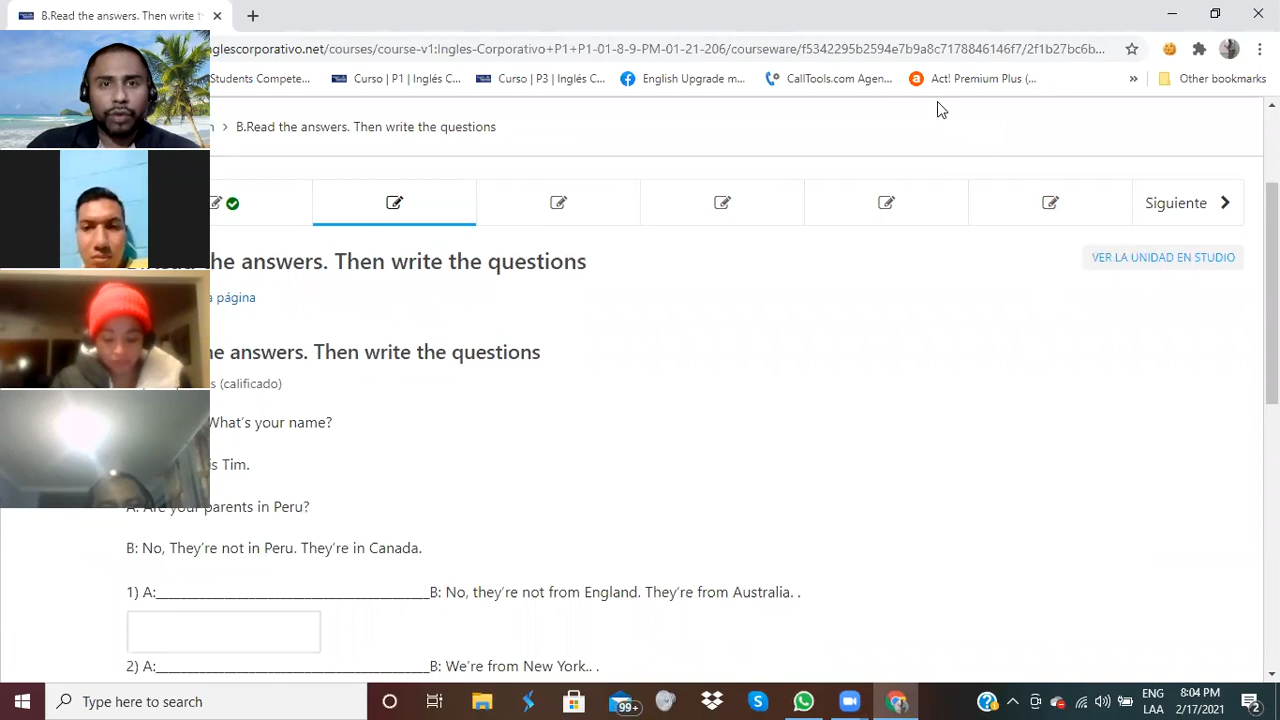 B.Read the answers. Then write t
nglescorporativo.net/courses/course-v1:Ingles-Corporativo+P1+P1-01-8-9-PM-01-21-206/courseware/f5342295b2594e7b9a8c7178846146f7/2f1b27bc6b...
Students Compete... Curso | P1 | Inglés C... Curso | P3 | Inglés C... English Upgrade m... CallTools.com Agen... Act! Premium Plus (... Other bookmarks
B.Read the answers. Then write the questions
Siguiente
he answers. Then write the questions
VER LA UNIDAD EN STUDIO
a página
he answers. Then write the questions
s (calificado)
What's your name?
is Tim.
A: Are your parents in Peru?
B: No, They're not in Peru. They're in Canada.
1) A:___________________________________B: No, they're not from England. They're from Australia. .
2) A:___________________________________B: We're from New York.. .
Type here to search
99+
ENG 8:04 PM
LAA 2/17/2021
2